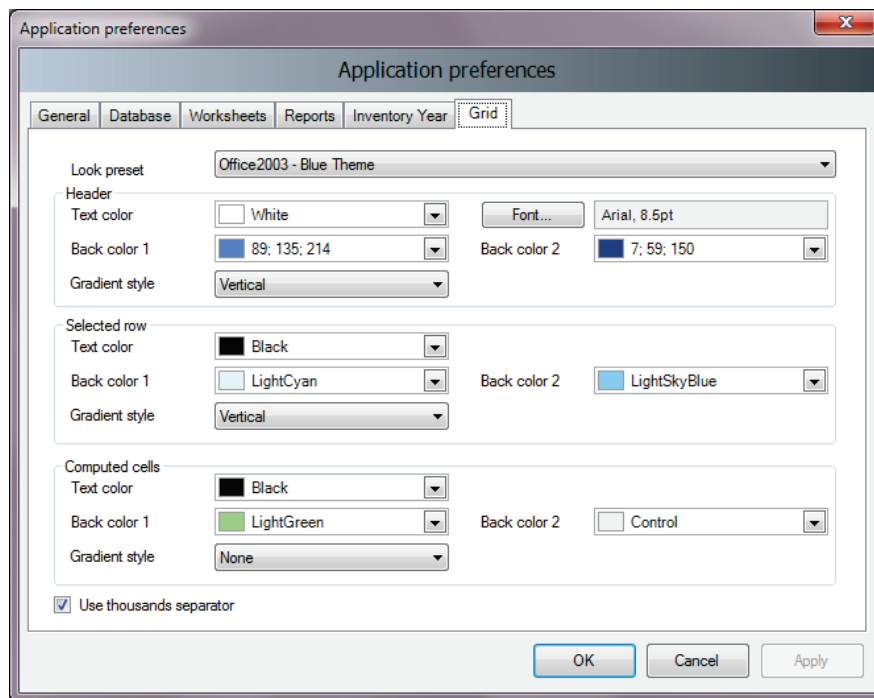 Application preferences
Application preferences
General Database Worksheets Reports Inventory Year Grid
Look preset Office2003 - Blue Theme
Header
Text color White Font... Arial, 8.5pt
Back color 1 89; 135; 214 Back color 2 7; 59; 150
Gradient style Vertical
Selected row
Text color Black
Back color 1 LightCyan Back color 2 LightSkyBlue
Gradient style Vertical
Computed cells
Text color Black
Back color 1 LightGreen Back color 2 Control
Gradient style None
Use thousands separator
OK Cancel Apply